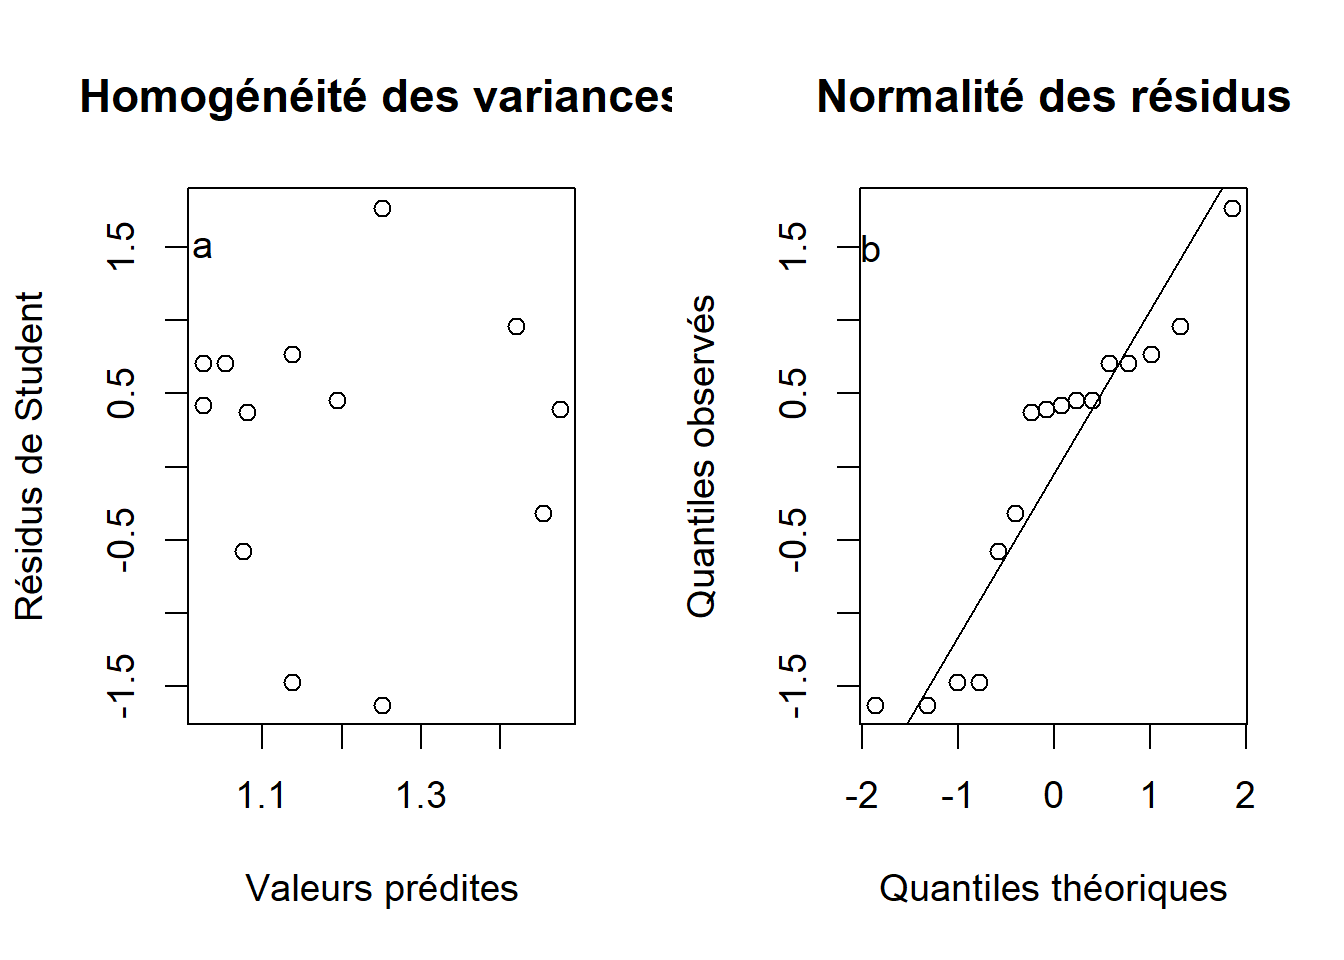 Homogénéité des variances
Résidus de Student
1.5
0.5
-0.5
-1.5
a
1.1
1.3
Valeurs prédites
Normalité des résidus
Quantiles observés
1.5
0.5
-0.5
-1.5
b
-2
-1
0
1
2
Quantiles théoriques